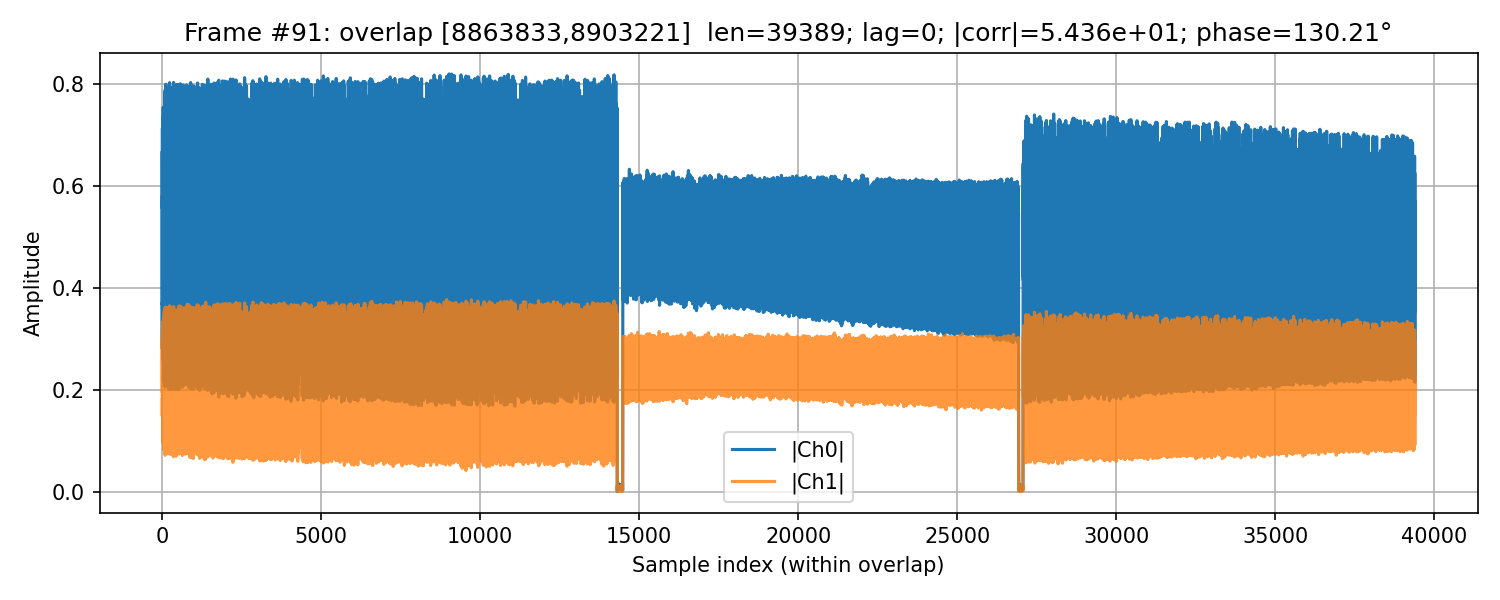 Frame #91: overlap [8863833,8903221]  len=39389; lag=0; |corr|=5.436e+01; phase=130.21°
0.8
0.6
0.4
0.2
0.0
Amplitude
|Ch0|
|Ch1|
0 5000 10000 15000 20000 25000 30000 35000 40000
Sample index (within overlap)